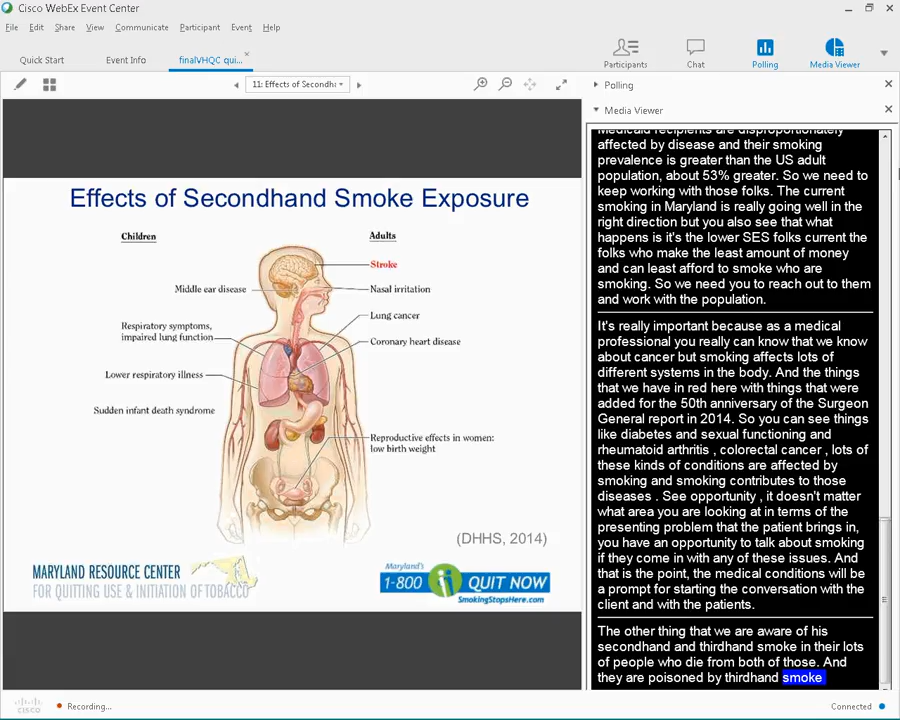 Cisco WebEx Event Center
File Edit Share View Communicate Participant Event Help
Quick Start Event Info finalVHQC qui...
Participants Chat Polling Media Viewer
11: Effects of Secondh:
Polling
Media Viewer
Effects of Secondhand Smoke Exposure
Children
Adults
Stroke
Middle ear disease
Nasal irritation
Lung cancer
Respiratory symptoms,
impaired lung function
Coronary heart disease
Lower respiratory illness
Sudden infant death syndrome
Reproductive effects in women:
low birth weight
(DHHS, 2014)
MARYLAND RESOURCE CENTER
FOR QUITTING USE & INITIATION OF TOBACCO
Maryland's
1-800 QUIT NOW
SmokingStopsHere.com
Medicaid recipients are disproportionately
affected by disease and their smoking
prevalence is greater than the US adult
population, about 53% greater. So we need to
keep working with those folks. The current
smoking in Maryland is really going well in the
right direction but you also see that what
happens is it's the lower SES folks current the
folks who make the least amount of money
and can least afford to smoke who are
smoking. So we need you to reach out to them
and work with the population.
It's really important because as a medical
professional you really can know that we know
about cancer but smoking affects lots of
different systems in the body. And the things
that we have in red here with things that were
added for the 50th anniversary of the Surgeon
General report in 2014. So you can see things
like diabetes and sexual functioning and
rheumatoid arthritis , colorectal cancer , lots of
these kinds of conditions are affected by
smoking and smoking contributes to those
diseases . See opportunity , it doesn't matter
what area you are looking at in terms of the
presenting problem that the patient brings in,
you have an opportunity to talk about smoking
if they come in with any of these issues. And
that is the point, the medical conditions will be
a prompt for starting the conversation with the
client and with the patients.
The other thing that we are aware of his
secondhand and thirdhand smoke in their lots
of people who die from both of those. And
they are poisoned by thirdhand smoke
cisco
Recording...
Connected